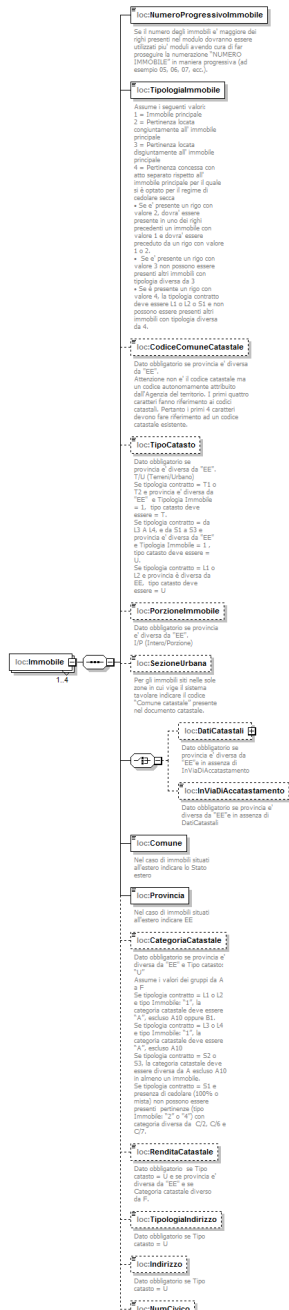 loc:NumeroProgressivoImmobile
Se il numero degli immobili e' maggiore dei
righi presenti nel modulo dovranno essere
utilizzati piu' moduli avendo cura di far
proseguire la numerazione "NUMERO
IMMOBILE" in maniera progressiva (ad
esempio 05, 06, 07, ecc.).
loc:TipologiaImmobile
Assume i seguenti valori:
1 = Immobile principale
2 = Pertinenza locata
congiuntamente all' immobile
principale
3 = Pertinenza locata
disgiuntamente all' immobile
principale
4 = Pertinenza concessa con
atto separato rispetto all'
immobile principale per il quale
si è optato per il regime di
cedolare secca
• Se e' presente un rigo con
valore 2, dovra' essere
presente in uno dei righi
precedenti un immobile con
valore 1 e dovra' essere
preceduto da un rigo con valore
1 o 2.
• Se e' presente un rigo con
valore 3 non possono essere
presenti altri immobili con
tipologia diversa da 3
• Se è presente un rigo con
valore 4, la tipologia contratto
deve essere L1 o L2 o S1 e non
possono essere presenti altri
immobili con tipologia diversa
da 4.
loc:CodiceComuneCatastale
Dato obbligatorio se provincia e' diversa
da "EE".
Attenzione non e' il codice catastale ma
un codice autonomamente attribuito
dall'Agenzia del territorio. I primi quattro
caratteri fanno riferimento ai codici
catastali. Pertanto i primi 4 caratteri
devono fare riferimento ad un codice
catastale esistente.
loc:TipoCatasto
Dato obbligatorio se
provincia e' diversa da "EE".
T/U (Terreni/Urbano)
Se tipologia contratto = T1 o
T2 e provincia e' diversa da
"EE" e Tipologia Immobile
= 1, tipo catasto deve
essere = T.
Se tipologia contratto = da
L3 A L4, e da S1 a S3 e
provincia e' diversa da "EE"
e Tipologia Immobile = 1 ,
tipo catasto deve essere =
U.
Se tipologia contratto = L1 o
L2 e provincia è diversa da
EE, tipo catasto deve
essere = U
loc:PorzioneImmobile
Dato obbligatorio se provincia
e' diversa da "EE".
I/P (Intero/Porzione)
loc:Immobile
1..4
loc:SezioneUrbana
Per gli immobili siti nelle sole
zone in cui vige il sistema
tavolare indicare il codice
"Comune catastale" presente
nel documento catastale.
loc:DatiCatastali
Dato obbligatorio se
provincia e' diversa da
"EE"e in assenza di
InViaDiAccatastamento
loc:InViaDiAccatastamento
Dato obbligatorio se provincia e'
diversa da "EE"e in assenza di
DatiCatastali
loc:Comune
Nel caso di immobili situati
all'estero indicare lo Stato
estero
loc:Provincia
Nel caso di immobili situati
all'estero indicare EE
loc:CategoriaCatastale
Dato obbligatorio se provincia e'
diversa da "EE" e Tipo catasto:
"U"
Assume i valori dei gruppi da A
a F
Se tipologia contratto = L1 o L2
e tipo Immobile: "1", la
categoria catastale deve essere
"A", escluso A10 oppure B1.
Se tipologia contratto = L3 o L4
e tipo Immobile: "1", la
categoria catastale deve essere
"A", escluso A10
Se tipologia contratto = S2 o
S3, la categoria catastale deve
essere diversa da A escluso A10
in almeno un immobile.
Se tipologia contratto = S1 e
presenza di cedolare (100% o
mista) non possono essere
presenti pertinenze (tipo
Immobile: "2" o "4") con
categoria diversa da C/2, C/6 e
C/7.
loc:RenditaCatastale
Dato obbligatorio se Tipo
catasto = U e se provincia e'
diversa da "EE" e se
Categoria catastale diverso
da F.
loc:TipologiaIndirizzo
Dato obbligatorio se Tipo
catasto = U
loc:Indirizzo
Dato obbligatorio se Tipo
catasto = U
loc:NumCivico